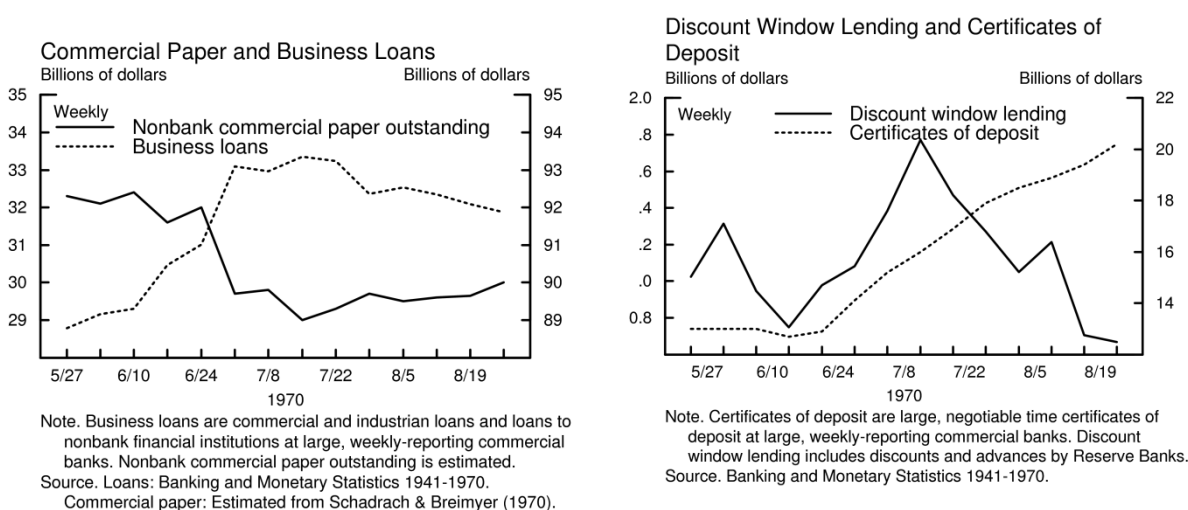 Commercial Paper and Business Loans
Billions of dollars Billions of dollars
35 95
Weekly
34 94
Nonbank commercial paper outstanding
Business loans
33 93
32 92
31 91
30 90
29 89
5/27 6/10 6/24 7/8 7/22 8/5 8/19
1970
Note. Business loans are commercial and industrian loans and loans to
nonbank financial institutions at large, weekly-reporting commercial
banks. Nonbank commercial paper outstanding is estimated.
Source. Loans: Banking and Monetary Statistics 1941-1970.
Commercial paper: Estimated from Schadrach & Breimyer (1970).
Discount Window Lending and Certificates of
Deposit
Billions of dollars Billions of dollars
2.0 22
Weekly Discount window lending
Certificates of deposit
.8 20
.6
.4 18
.2 16
.0
0.8 14
5/27 6/10 6/24 7/8 7/22 8/5 8/19
1970
Note. Certificates of deposit are large, negotiable time certificates of
deposit at large, weekly-reporting commercial banks. Discount
window lending includes discounts and advances by Reserve Banks.
Source. Banking and Monetary Statistics 1941-1970.